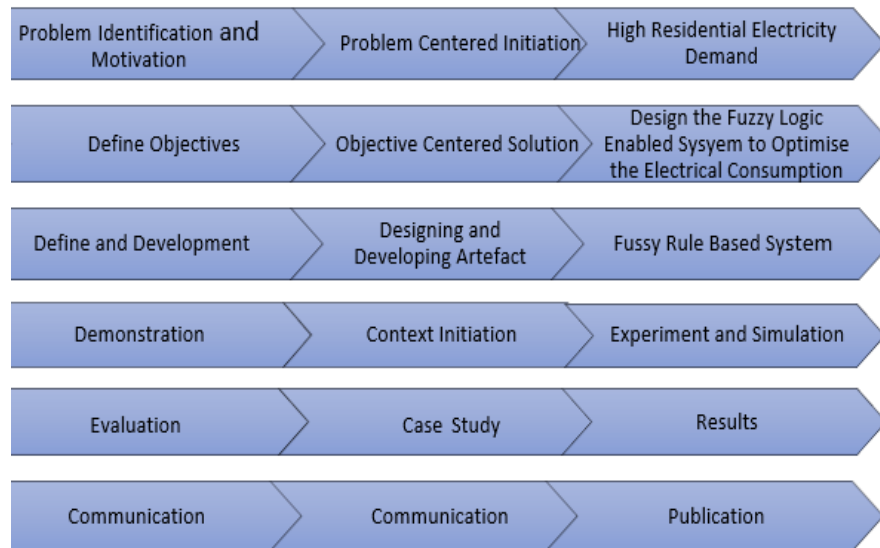 Problem Identification and
Motivation
Problem Centered Initiation
High Residential Electricity
Demand
Define Objectives
Objective Centered Solution
Design the Fuzzy Logic
Enabled Sysyem to Optimise
the Electrical Consumption
Define and Development
Designing and
Developing Artefact
Fussy Rule Based System
Demonstration
Context Initiation
Experiment and Simulation
Evaluation
Case Study
Results
Communication
Communication
Publication